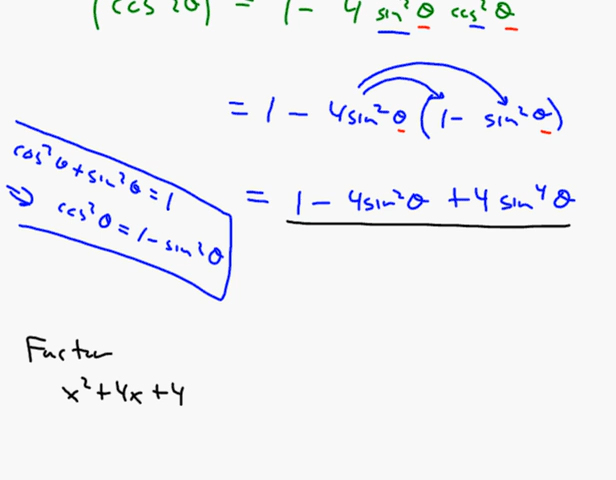 (cos 2θ) = 1 - 4 sin²θ cos²θ
= 1 - 4sin²θ (1 - sin²θ)
cos²θ + sin²θ = 1
⇒ cos²θ = 1 - sin²θ
= 1 - 4sin²θ + 4 sin⁴θ
Factor
x² + 4x + 4